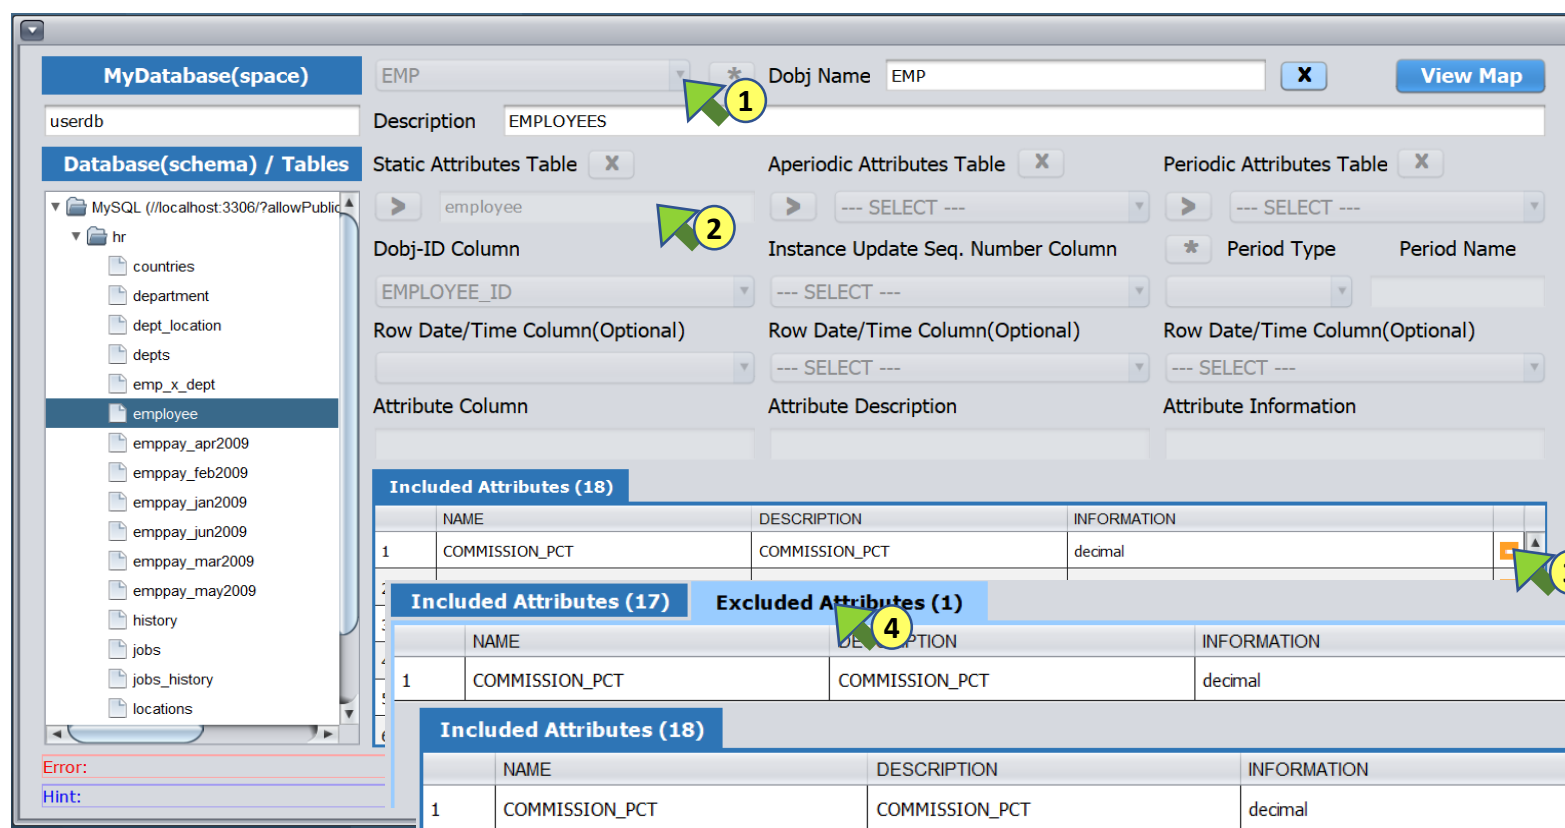 MyDatabase(space)
EMP
*
1
Dobj Name
EMP
X
View Map
userdb
Description
EMPLOYEES
Database(schema) / Tables
Static Attributes Table
X
Aperiodic Attributes Table
X
Periodic Attributes Table
X
MySQL (//localhost:3306/?allowPublic
>
employee
2
>
--- SELECT ---
>
--- SELECT ---
hr
Dobj-ID Column
Instance Update Seq. Number Column
*
Period Type
Period Name
countries
department
EMPLOYEE_ID
--- SELECT ---
dept_location
Row Date/Time Column(Optional)
Row Date/Time Column(Optional)
Row Date/Time Column(Optional)
depts
--- SELECT ---
--- SELECT ---
emp_x_dept
employee
Attribute Column
Attribute Description
Attribute Information
emppay_apr2009
emppay_feb2009
emppay_jan2009
emppay_jun2009
emppay_mar2009
emppay_may2009
history
jobs
jobs_history
locations
Included Attributes (18)
NAME
DESCRIPTION
INFORMATION
1
COMMISSION_PCT
COMMISSION_PCT
decimal
Included Attributes (17)
Excluded Attributes (1)
4
NAME
INFORMATION
1
COMMISSION_PCT
COMMISSION_PCT
decimal
Included Attributes (18)
NAME
DESCRIPTION
INFORMATION
1
COMMISSION_PCT
COMMISSION_PCT
decimal
Error:
Hint: